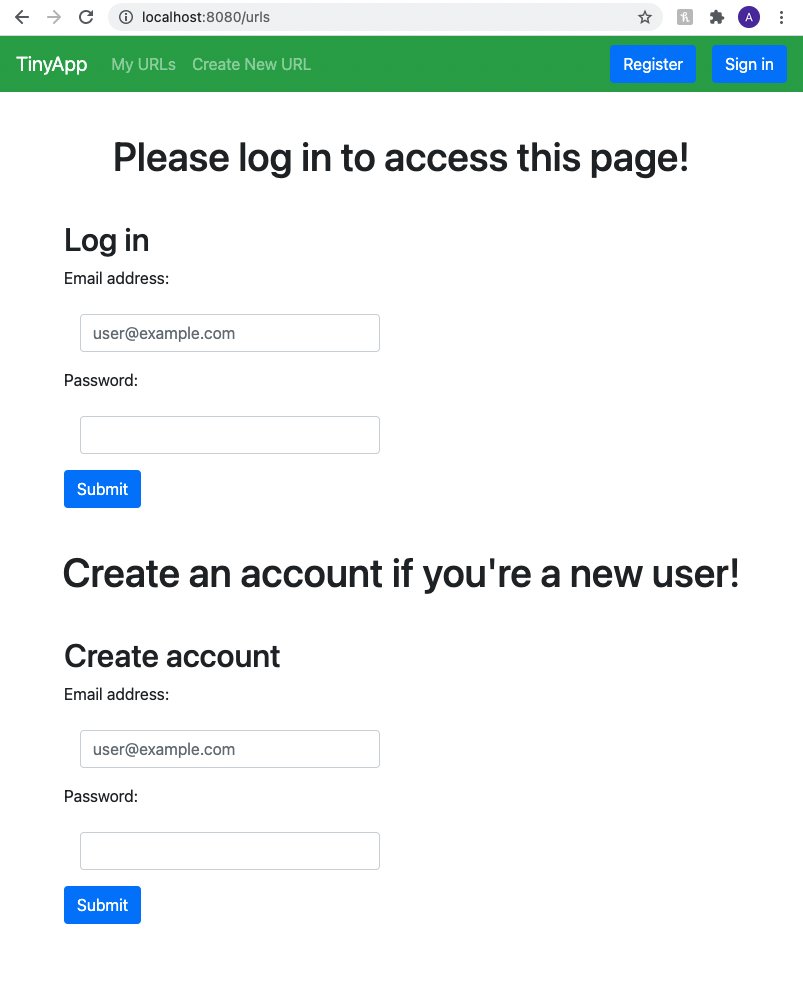 localhost:8080/urls
A
TinyApp My URLs Create New URL Register Sign in
Please log in to access this page!
Log in
Email address:
user@example.com
Password:
Submit
Create an account if you're a new user!
Create account
Email address:
user@example.com
Password:
Submit